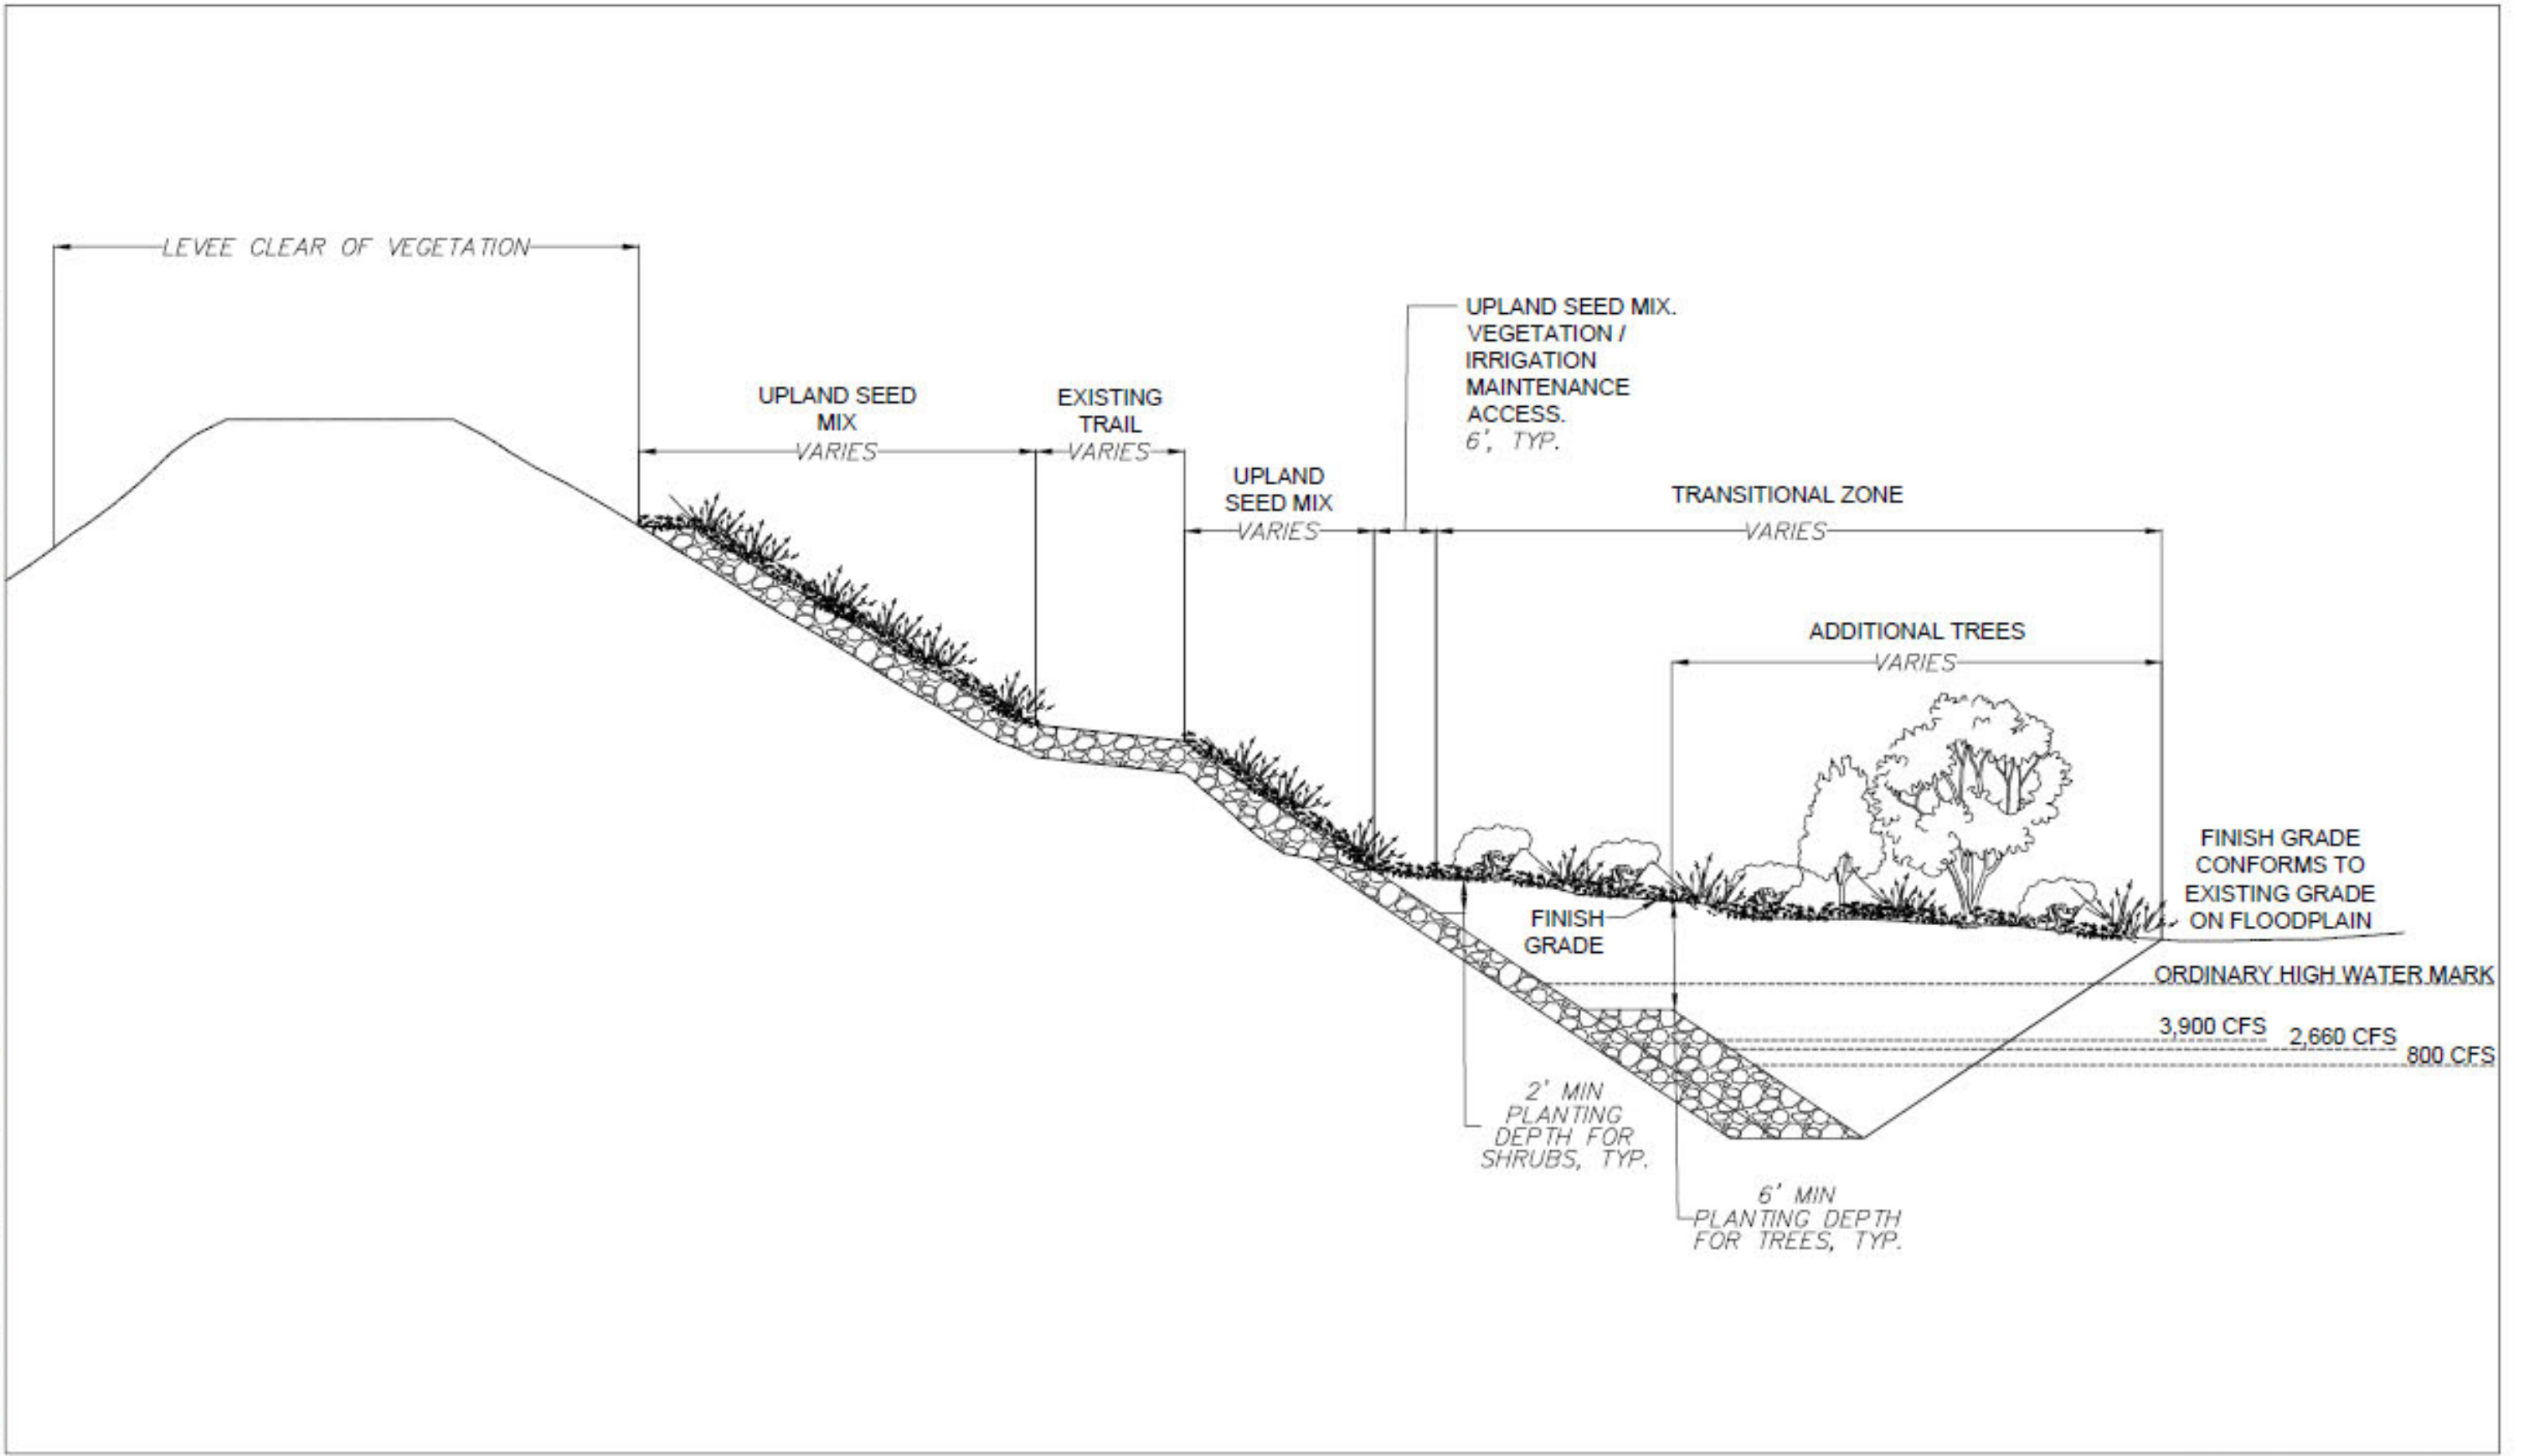 LEVEE CLEAR OF VEGETATION
UPLAND SEED MIX.
VEGETATION /
IRRIGATION
MAINTENANCE
ACCESS.
6', TYP.
UPLAND SEED
MIX
VARIES
EXISTING
TRAIL
VARIES
UPLAND
SEED MIX
VARIES
TRANSITIONAL ZONE
VARIES
ADDITIONAL TREES
VARIES
FINISH GRADE
CONFORMS TO
EXISTING GRADE
ON FLOODPLAIN
FINISH
GRADE
ORDINARY HIGH WATER MARK
3,900 CFS
2,660 CFS
800 CFS
2' MIN
PLANTING
DEPTH FOR
SHRUBS, TYP.
6' MIN
PLANTING DEPTH
FOR TREES, TYP.